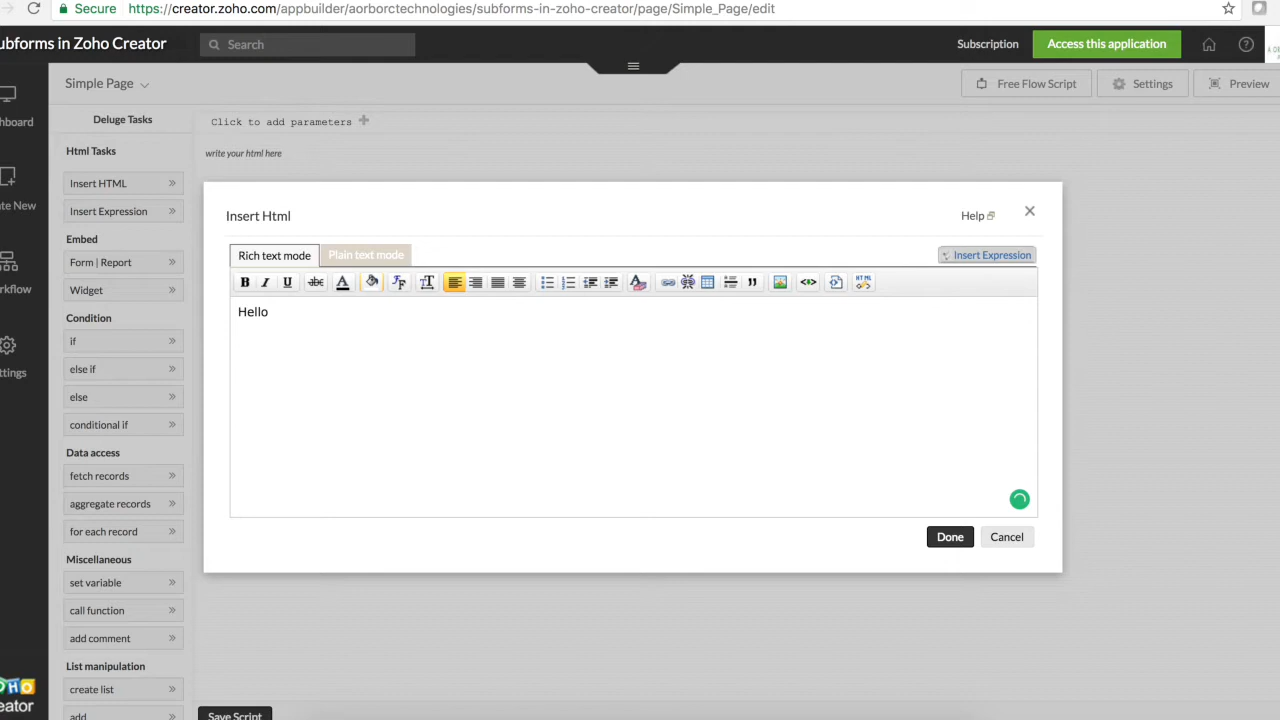 Secure https://creator.zoho.com/appbuilder/aorborctechnologies/subforms-in-zoho-creator/page/Simple_Page/edit
ubforms in Zoho Creator
Search
Subscription
Access this application
Simple Page
Free Flow Script
Settings
Preview
hboard
Deluge Tasks
Click to add parameters
Html Tasks
write your html here
Insert HTML
ate New
Insert Expression
Insert Html
Help
Embed
Rich text mode
Plain text mode
Insert Expression
Form | Report
Widget
rkflow
B I U abc A
HTML
Hello
Condition
if
else if
ttings
else
conditional if
Data access
fetch records
aggregate records
for each record
Done
Cancel
Miscellaneous
set variable
call function
add comment
List manipulation
create list
OHO
eator
add
Save Script